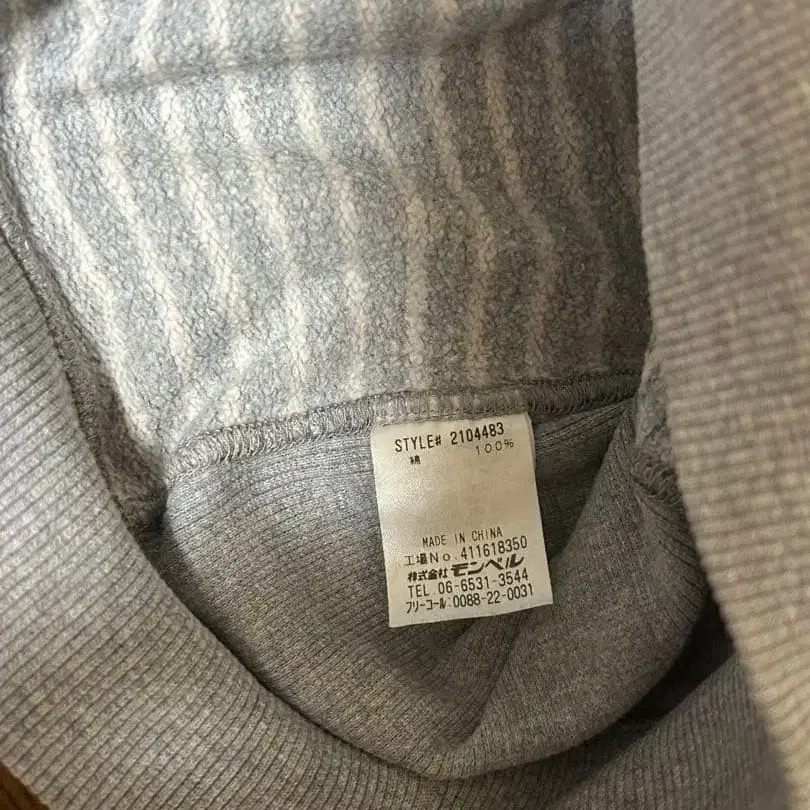 STYLE# 2104483
綿 100%
MADE IN CHINA
工場No.411618350
株式会社モンベル
TEL.06-6531-3544
フリーコール:0088-22-0031